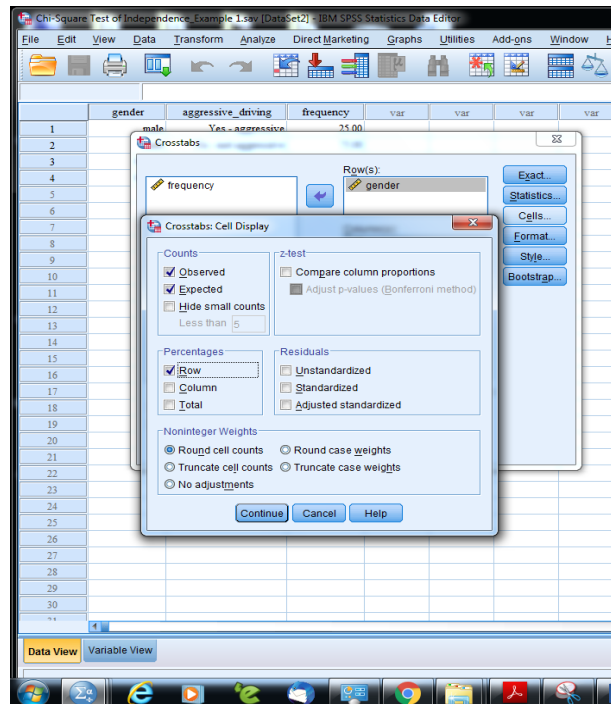 Chi-Square Test of Independence_Example 1.sav [DataSet2] - IBM SPSS Statistics Data Editor
File Edit View Data Transform Analyze Direct Marketing Graphs Utilities Add-ons Window H
gender aggressive_driving frequency var var var var
1 male Yes - aggressive 25.00
2
3
4
5
6
7
8
9
10
11
12
13
14
15
16
17
18
19
20
21
22
23
24
25
26
27
28
29
30
31
Crosstabs
frequency
Row(s):
gender
Exact...
Statistics...
Cells...
Format...
Style...
Bootstrap...
Crosstabs: Cell Display
Counts
Observed
Expected
Hide small counts
Less than 5
z-test
Compare column proportions
Adjust p-values (Bonferroni method)
Percentages
Row
Column
Total
Residuals
Unstandardized
Standardized
Adjusted standardized
Noninteger Weights
Round cell counts Round case weights
Truncate cell counts Truncate case weights
No adjustments
Continue Cancel Help
Data View Variable View